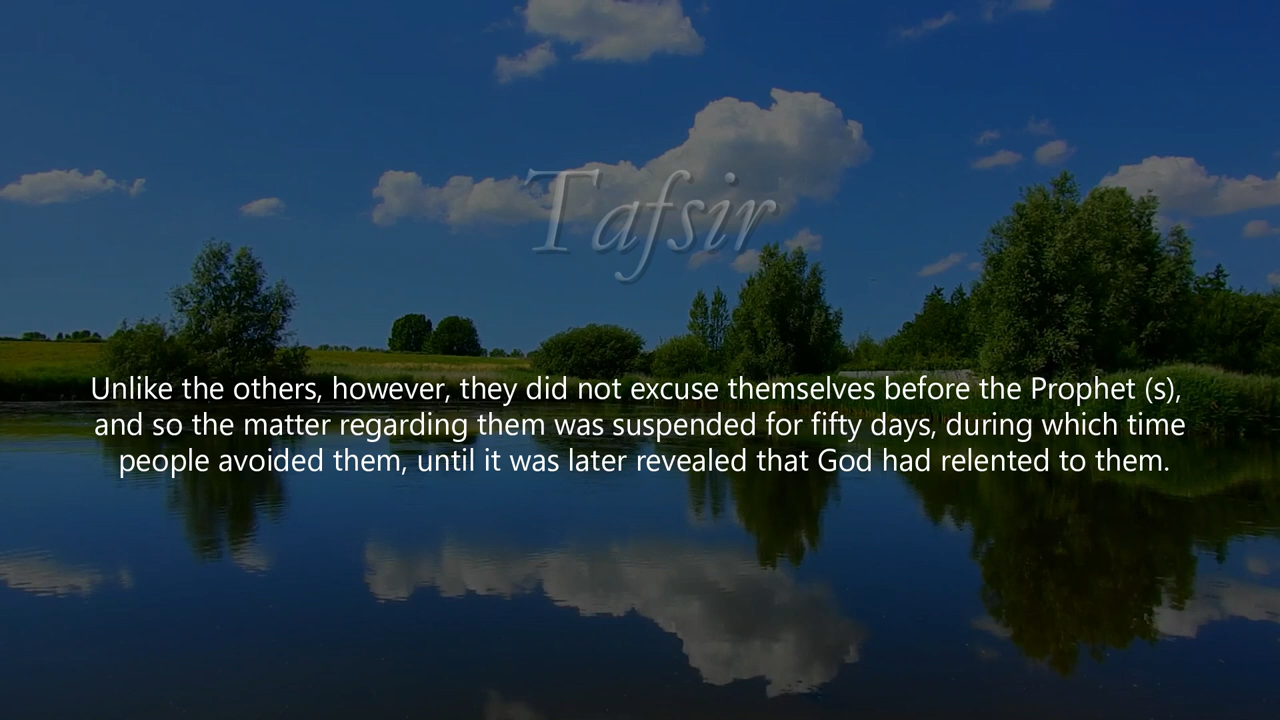 Tafsir
Unlike the others, however, they did not excuse themselves before the Prophet (s),
and so the matter regarding them was suspended for fifty days, during which time
people avoided them, until it was later revealed that God had relented to them.